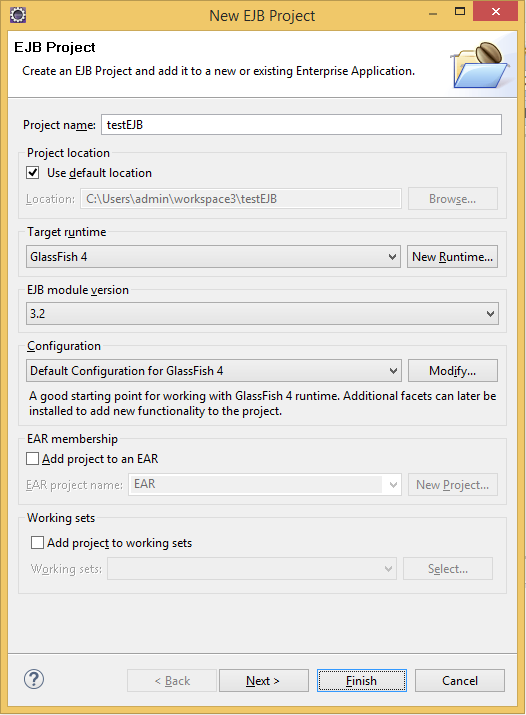 New EJB Project
EJB Project
Create an EJB Project and add it to a new or existing Enterprise Application.
Project name: testEJB
Project location
Use default location
Location: C:\Users\admin\workspace3\testEJB Browse...
Target runtime
GlassFish 4 New Runtime...
EJB module version
3.2
Configuration
Default Configuration for GlassFish 4 Modify...
A good starting point for working with GlassFish 4 runtime. Additional facets can later be
installed to add new functionality to the project.
EAR membership
Add project to an EAR
EAR project name: EAR New Project...
Working sets
Add project to working sets
Working sets: Select...
? < Back Next > Finish Cancel